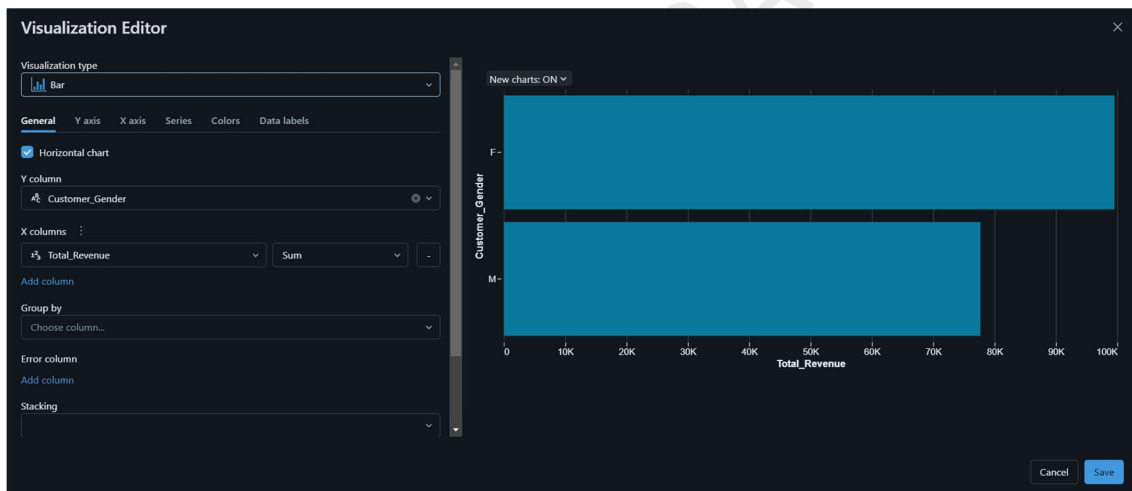 Visualization Editor
Visualization type
Bar
General Y axis X axis Series Colors Data labels
Horizontal chart
Y column
Customer_Gender
X columns
Total_Revenue Sum -
Add column
Group by
Choose column...
Error column
Add column
Stacking
New charts: ON
Customer_Gender
F
M
0 10K 20K 30K 40K 50K 60K 70K 80K 90K 100K
Total_Revenue
Cancel Save